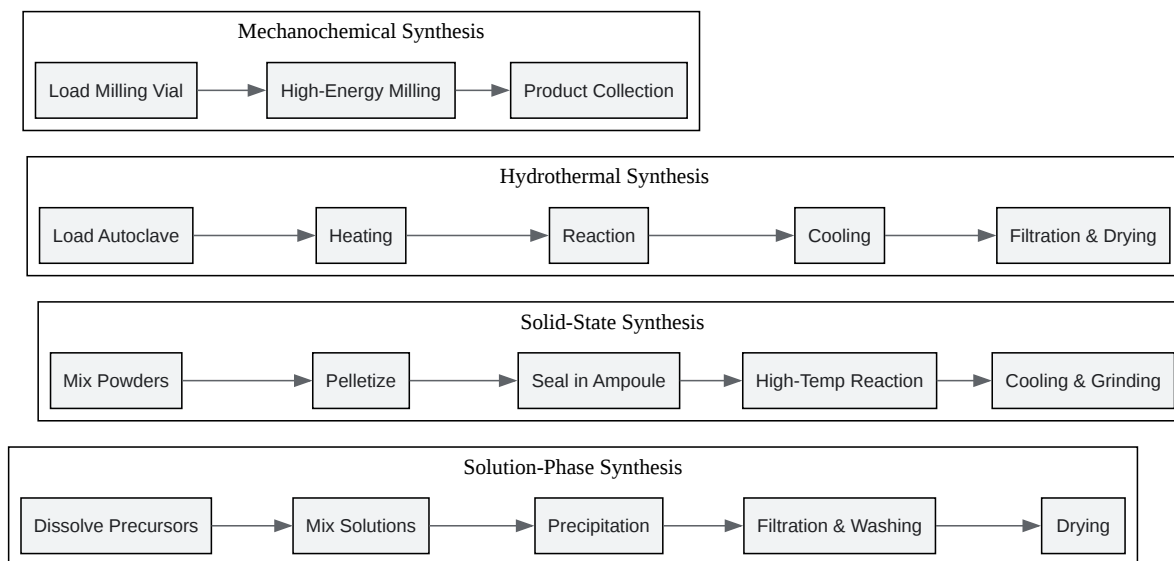 Mechanochemical Synthesis
Load Milling Vial
High-Energy Milling
Product Collection
Hydrothermal Synthesis
Load Autoclave
Heating
Reaction
Cooling
Filtration & Drying
Solid-State Synthesis
Mix Powders
Pelletize
Seal in Ampoule
High-Temp Reaction
Cooling & Grinding
Solution-Phase Synthesis
Dissolve Precursors
Mix Solutions
Precipitation
Filtration & Washing
Drying